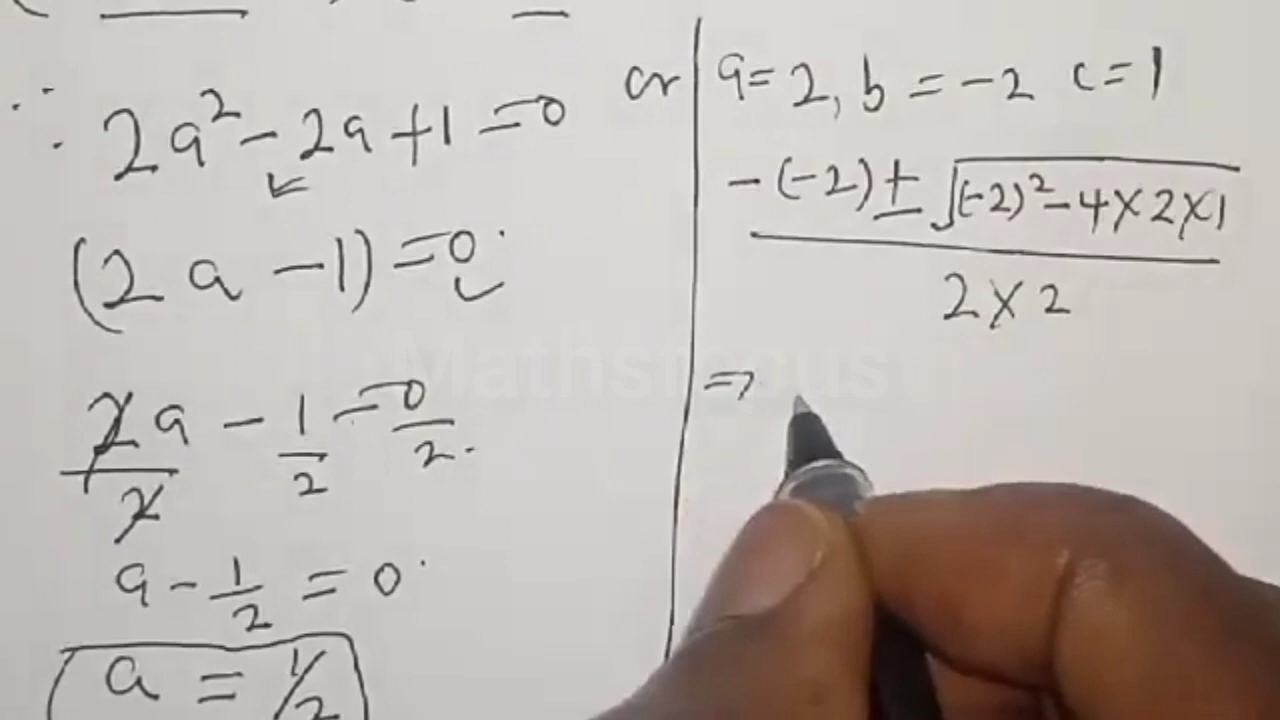 ∴ 2a² - 2a + 1 = 0
(2a - 1) = 0
2a/2 - 1/2 = 0/2
a - 1/2 = 0
a = 1/2
or
a = 2, b = -2 c = 1
-(-2) ± √(-2)² - 4 × 2 × 1
2 × 2
⇒